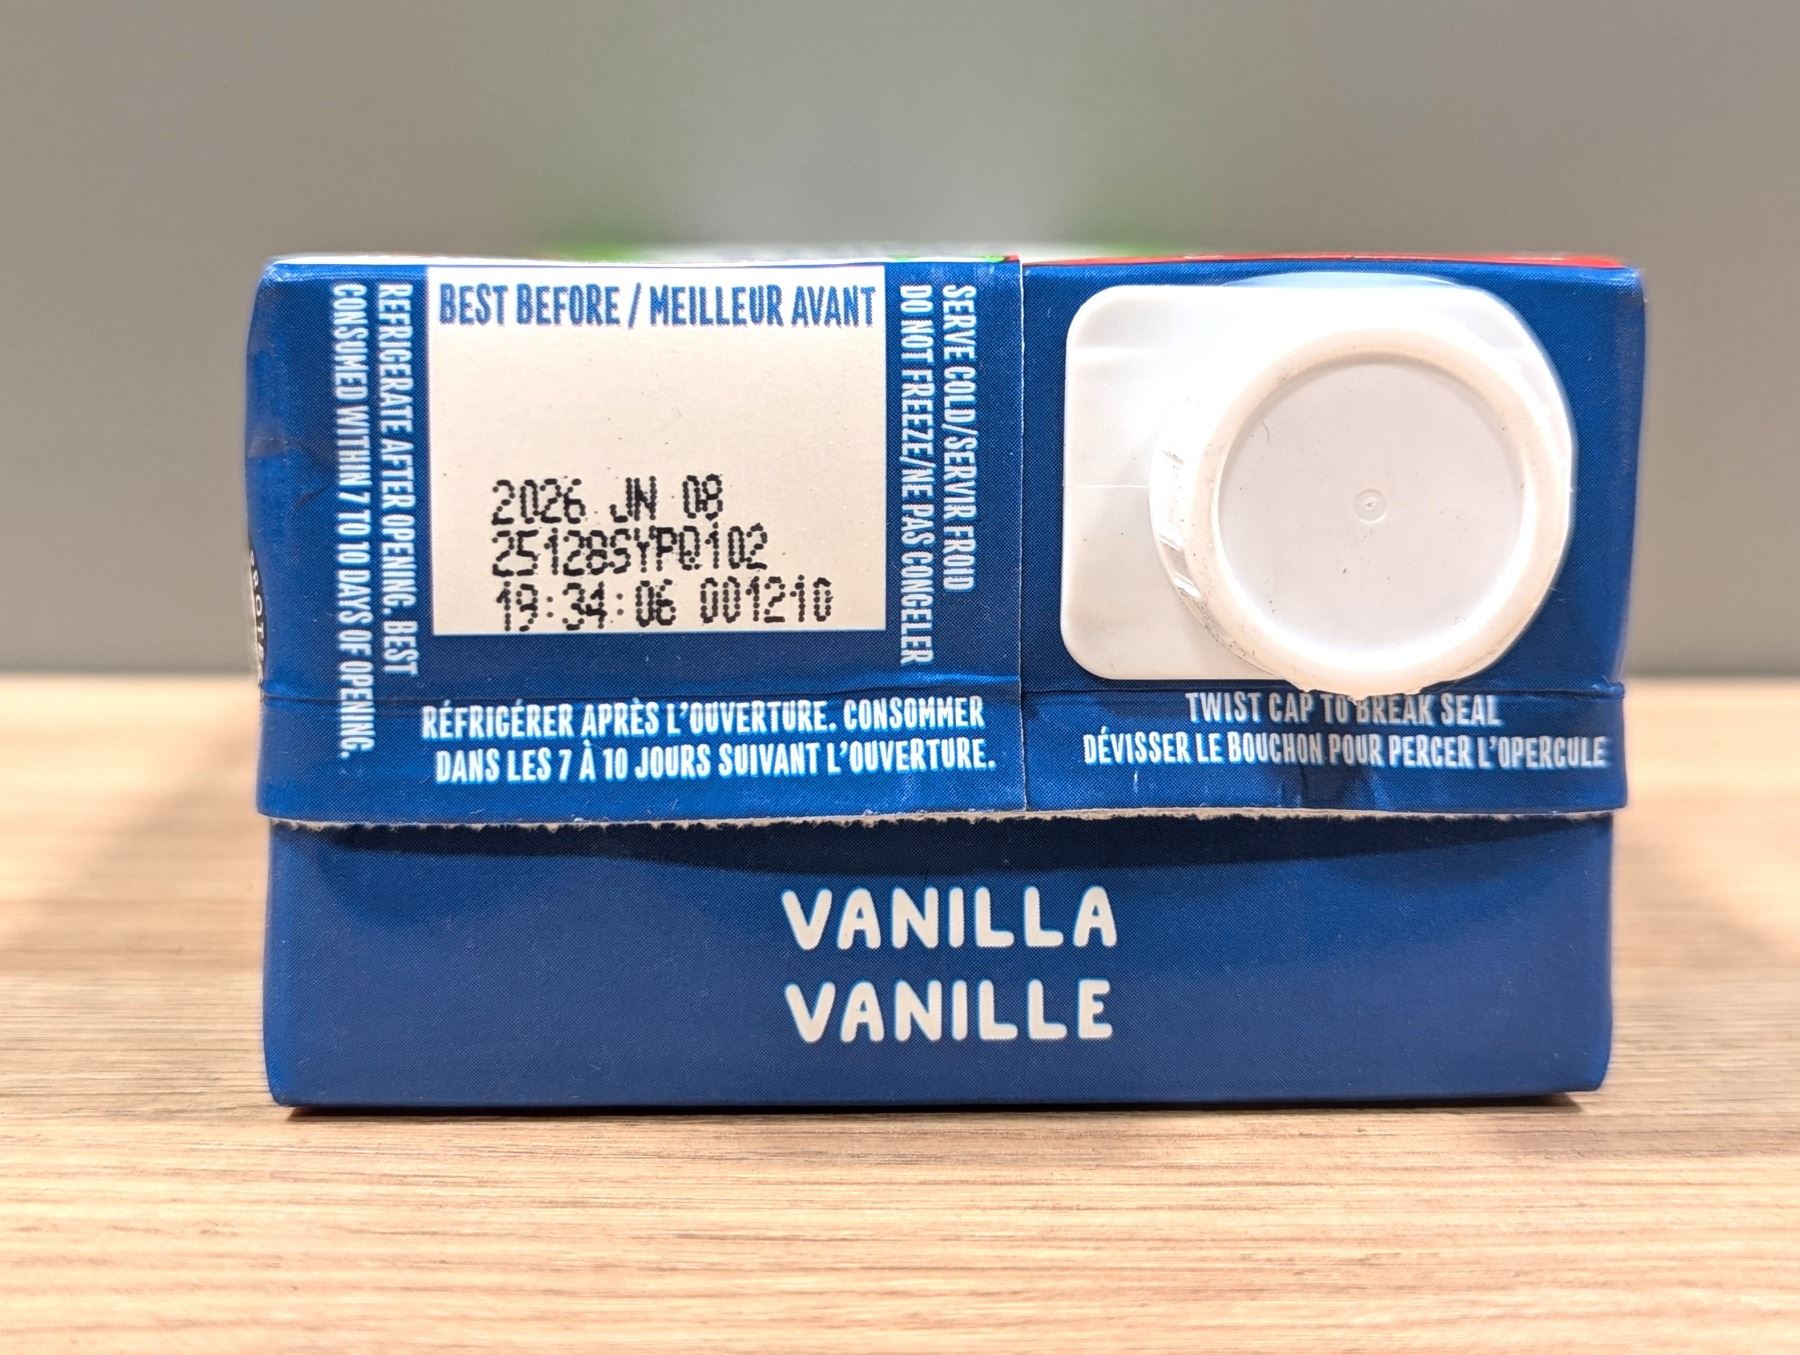 BEST BEFORE / MEILLEUR AVANT
2026 JN 08
25128SYPQ102
19:34:06 001210
REFRIGERATE AFTER OPENING. BEST
CONSUMED WITHIN 7 TO 10 DAYS OF OPENING.
SERVE COLD/SERVIR FROID
DO NOT FREEZE/NE PAS CONGELER
RÉFRIGÉRER APRÈS L'OUVERTURE. CONSOMMER
DANS LES 7 À 10 JOURS SUIVANT L'OUVERTURE.
TWIST CAP TO BREAK SEAL
DÉVISSER LE BOUCHON POUR PERCER L'OPERCULE
VANILLA
VANILLE